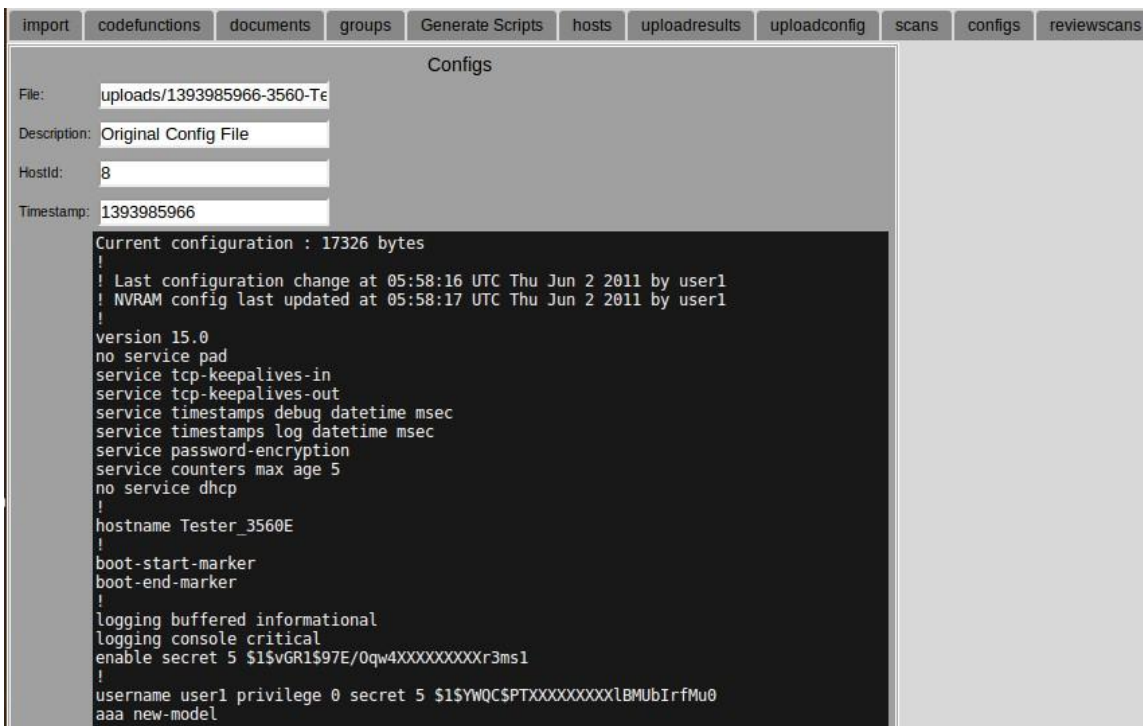 import codefunctions documents groups Generate Scripts hosts uploadresults uploadconfig scans configs reviewscans
Configs
File: uploads/1393985966-3560-Te
Description: Original Config File
HostId: 8
Timestamp: 1393985966
Current configuration : 17326 bytes
!
! Last configuration change at 05:58:16 UTC Thu Jun 2 2011 by user1
! NVRAM config last updated at 05:58:17 UTC Thu Jun 2 2011 by user1
!
version 15.0
no service pad
service tcp-keepalives-in
service tcp-keepalives-out
service timestamps debug datetime msec
service timestamps log datetime msec
service password-encryption
service counters max age 5
no service dhcp
!
hostname Tester_3560E
!
boot-start-marker
boot-end-marker
!
logging buffered informational
logging console critical
enable secret 5 $1$vGR1$97E/Oqw4XXXXXXXXXr3ms1
!
username user1 privilege 0 secret 5 $1$YWQC$PTXXXXXXXXXlBMUbIrfMu0
aaa new-model